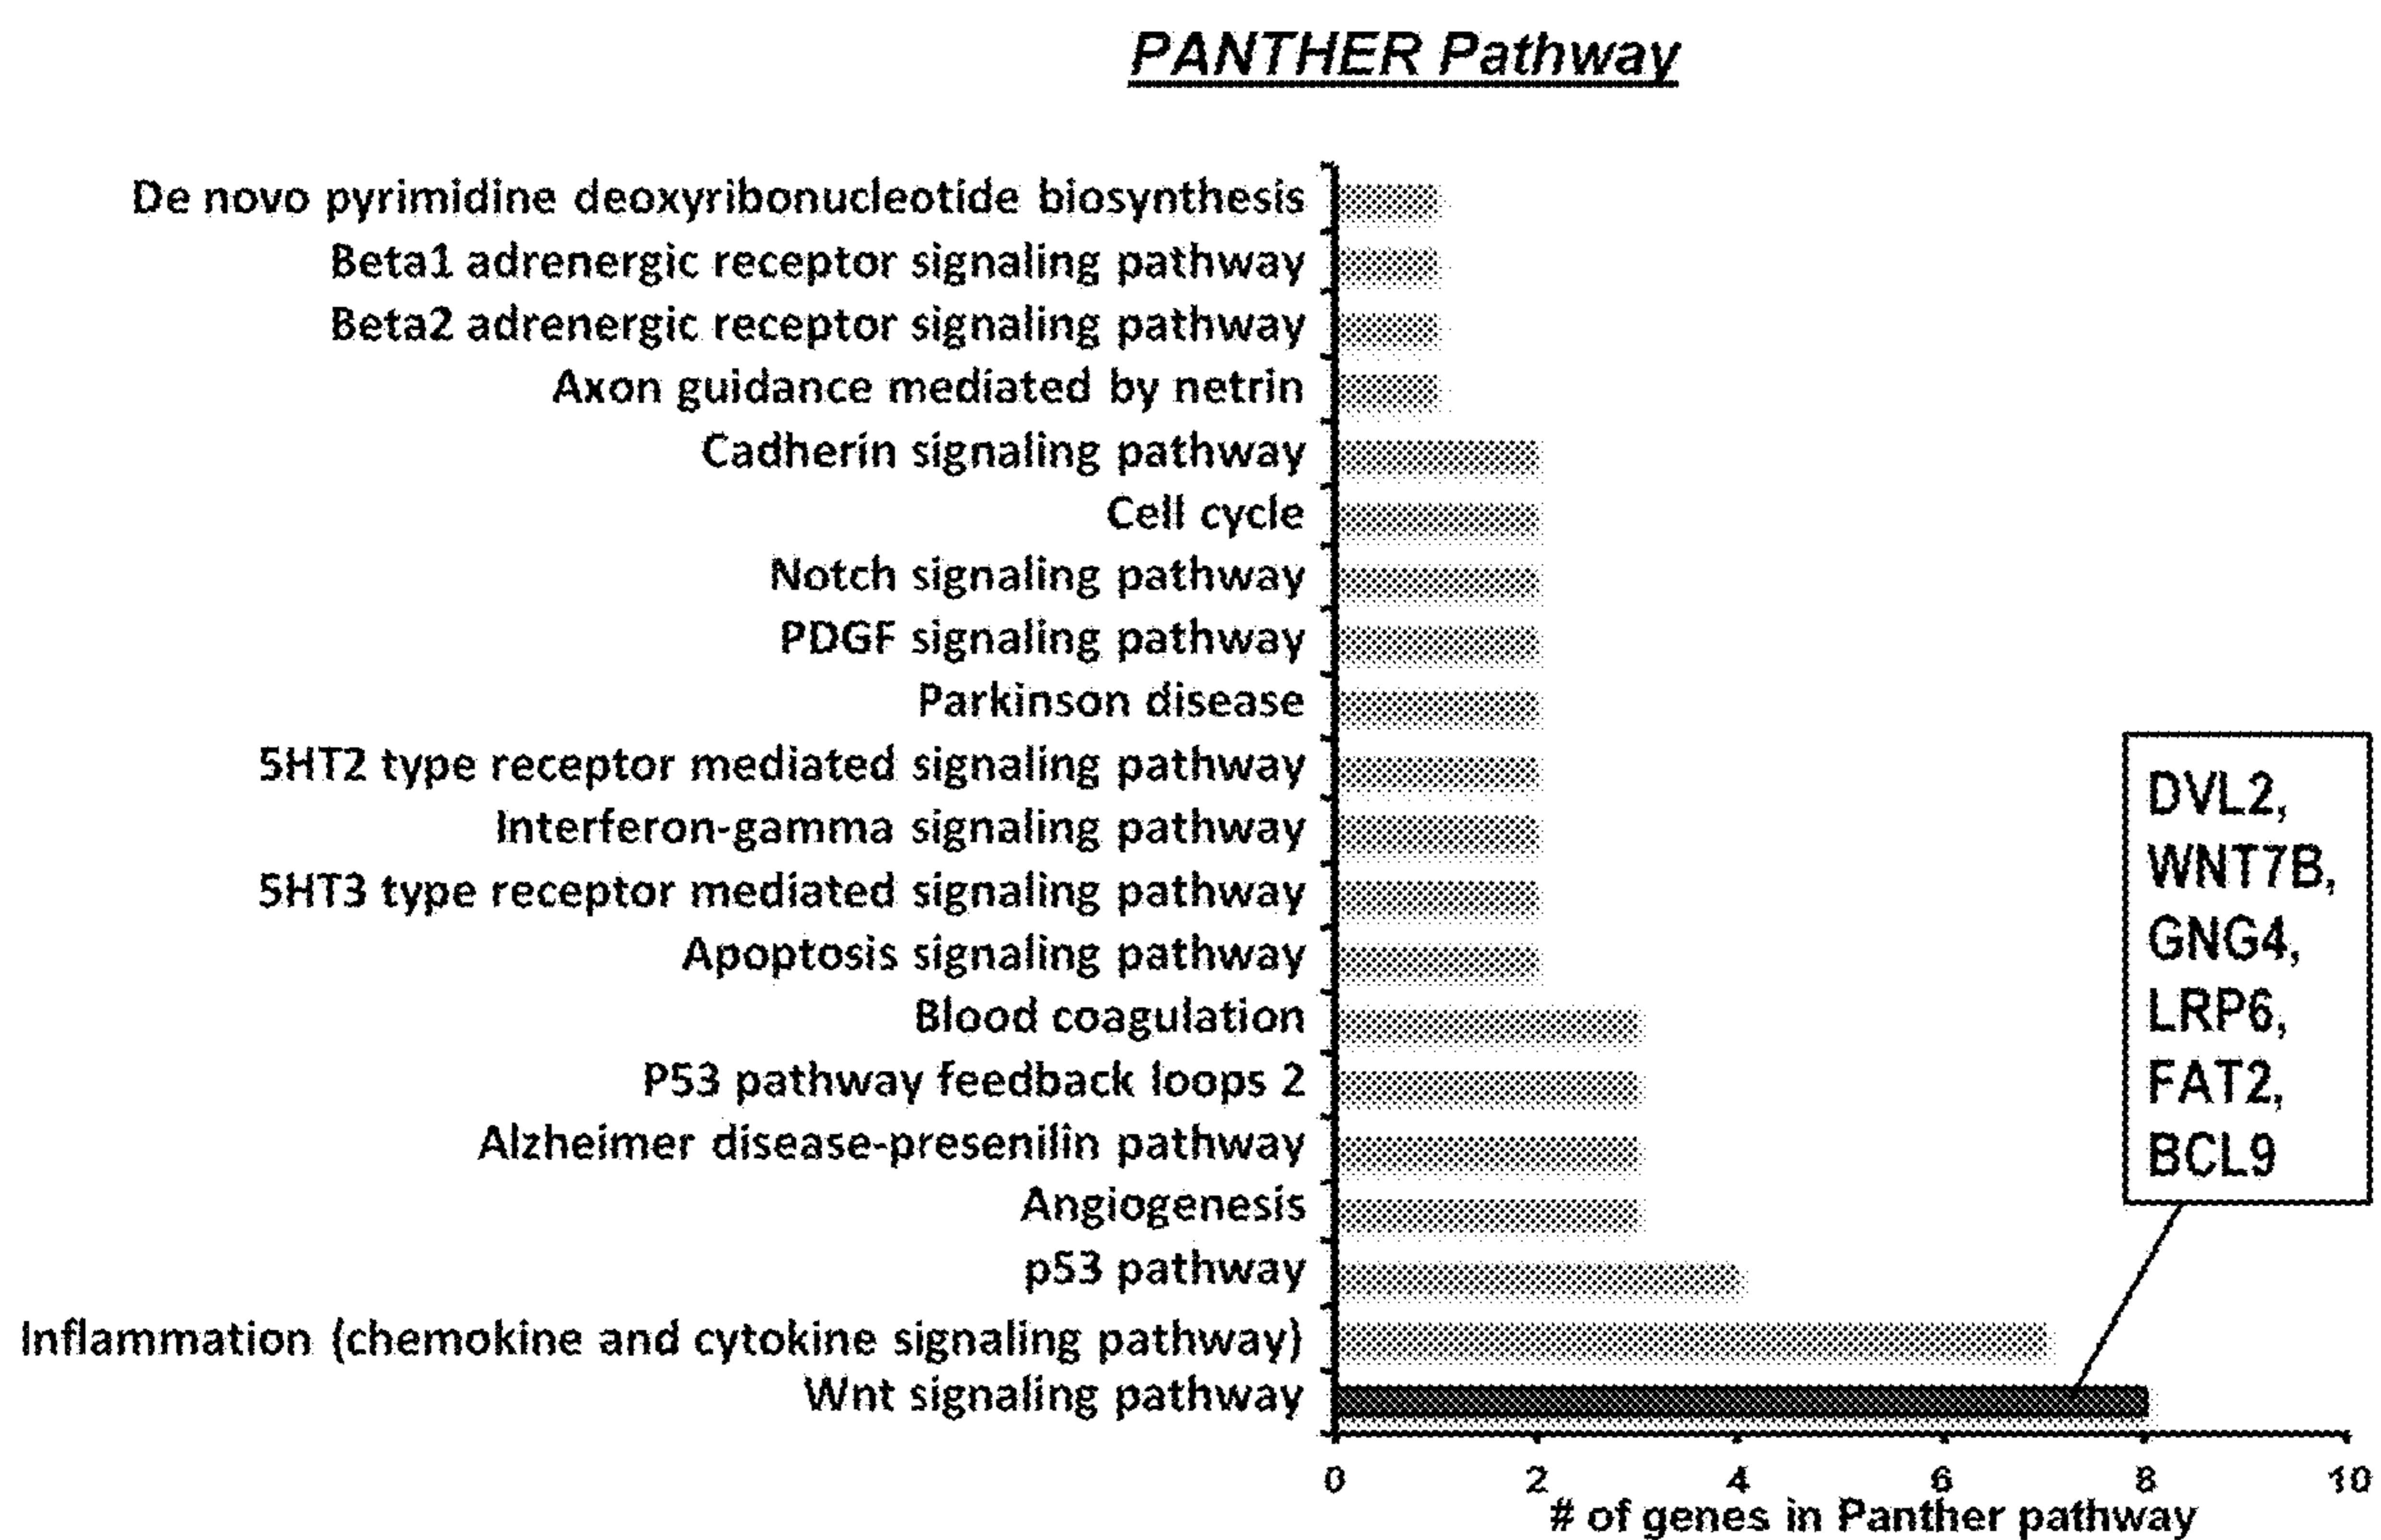 PANTHER Pathway
De novo pyrimidine deoxyribonucleotide biosynthesis
Beta1 adrenergic receptor signaling pathway
Beta2 adrenergic receptor signaling pathway
Axon guidance mediated by netrin
Cadherin signaling pathway
Cell cycle
Notch signaling pathway
PDGF signaling pathway
Parkinson disease
5HT2 type receptor mediated signaling pathway
Interferon-gamma signaling pathway
5HT3 type receptor mediated signaling pathway
Apoptosis signaling pathway
Blood coagulation
P53 pathway feedback loops 2
Alzheimer disease-presenilin pathway
Angiogenesis
p53 pathway
Inflammation (chemokine and cytokine signaling pathway)
Wnt signaling pathway
DVL2,
WNT7B,
GNG4,
LRP6,
FAT2,
BCL9
0 2 4 6 8 10
# of genes in Panther pathway